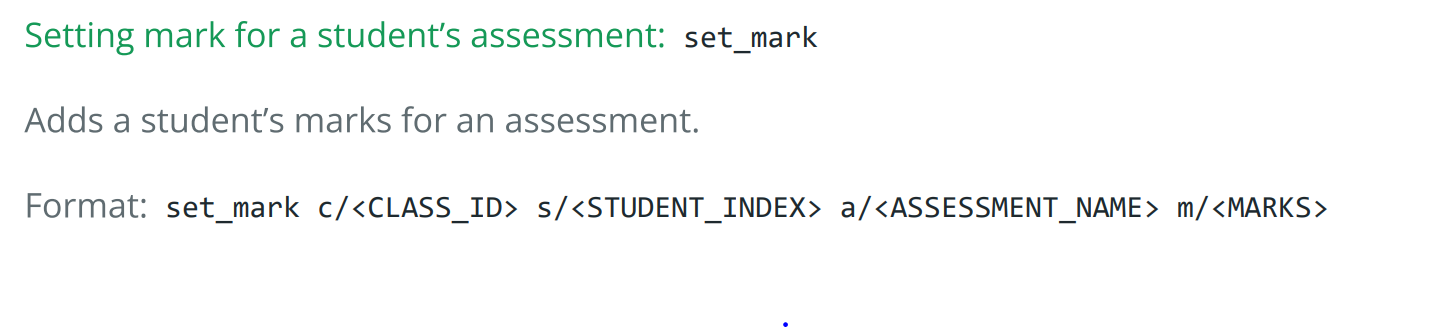 Setting mark for a student’s assessment: set_mark
Adds a student’s marks for an assessment.
Format: set_mark c/<CLASS_ID> s/<STUDENT_INDEX> a/<ASSESSMENT_NAME> m/<MARKS>